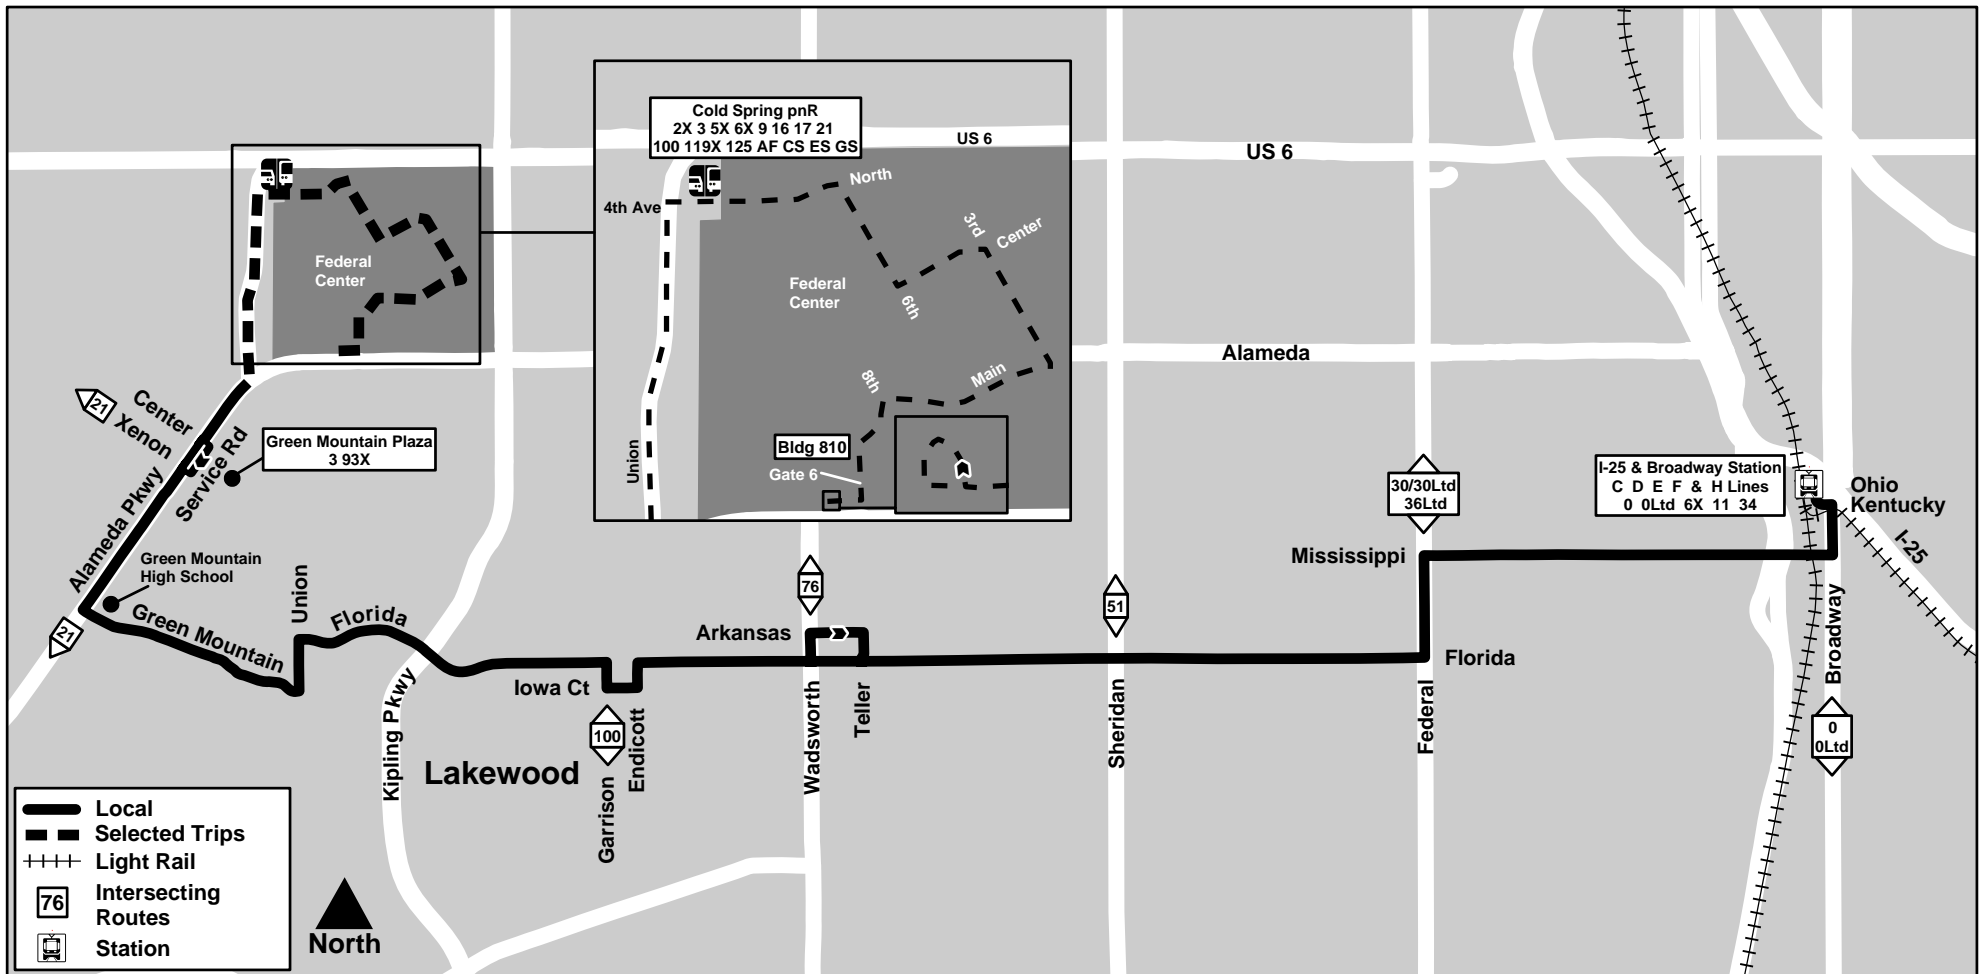 Cold Spring pnR
2X 3 5X 6X 9 16 17 21
100 119X 125 AF CS ES GS
US 6
US 6
North
4th Ave
3rd
Center
Federal
Center
Federal
Center
6th
Alameda
8th
Main
21
Center
Xenon
Green Mountain Plaza
3 93X
Service Rd
Alameda Pkwy
Bldg 810
Gate 6
Union
30/30Ltd
36Ltd
I-25 & Broadway Station
C D E F & H Lines
0 0Ltd 6X 11 34
Ohio
Kentucky
I-25
Mississippi
Green Mountain
High School
Union
Florida
Green Mountain
21
76
51
Arkansas
Broadway
Florida
Iowa Ct
Kipling Pkwy
100
Endicott
Garrison
Wadsworth
Teller
Sheridan
Federal
0
0Ltd
Lakewood
Local
Selected Trips
Light Rail
76
Intersecting
Routes
Station
North